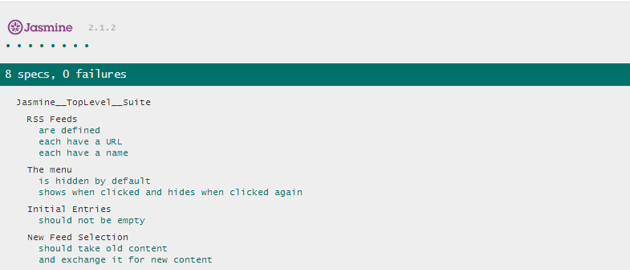 Jasmine 2.1.2
• • • • • • • •
8 specs, 0 failures
Jasmine__TopLevel__Suite
RSS Feeds
are defined
each have a URL
each have a name
The menu
is hidden by default
shows when clicked and hides when clicked again
Initial Entries
should not be empty
New Feed Selection
should take old content
and exchange it for new content